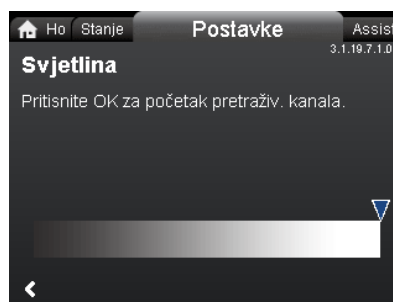 Ho Stanje Postavke Assist
3.1.19.7.1.0
Svjetlina
Pritisnite OK za početak pretraživ. kanala.